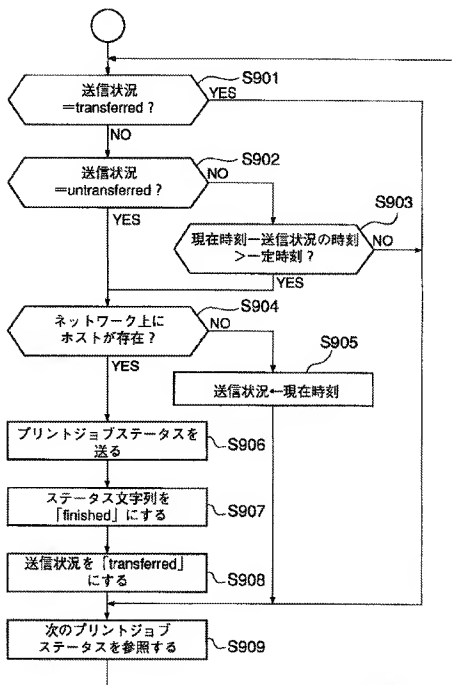 送信状況
=transferred ?
S901
YES
NO
送信状況
=untransferred ?
S902
NO
YES
現在時刻ー送信状況の時刻
>一定時刻 ?
S903
NO
YES
ネットワーク上に
ホストが存在 ?
S904
NO
YES
送信状況←現在時刻
S905
プリントジョブステータスを
送る
S906
ステータス文字列を
「finished」にする
S907
送信状況を「transferred」
にする
S908
次のプリントジョブ
ステータスを参照する
S909